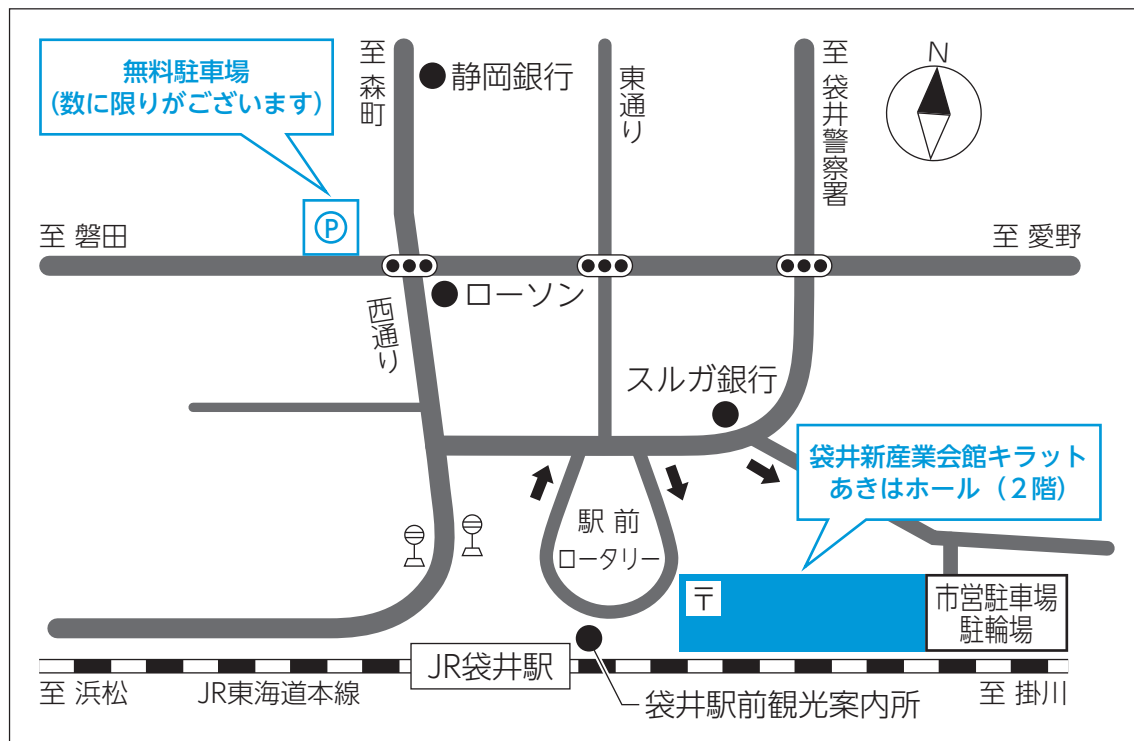 無料駐車場
（数に限りがございます）
至 森町
静岡銀行
東通り
至 袋井警察署
N
P
至 磐田
至 愛野
ローソン
西通り
スルガ銀行
袋井新産業会館キラット
あきはホール（２階）
駅 前
ロータリー
〒
市営駐車場
駐輪場
JR袋井駅
至 浜松
JR東海道本線
袋井駅前観光案内所
至 掛川